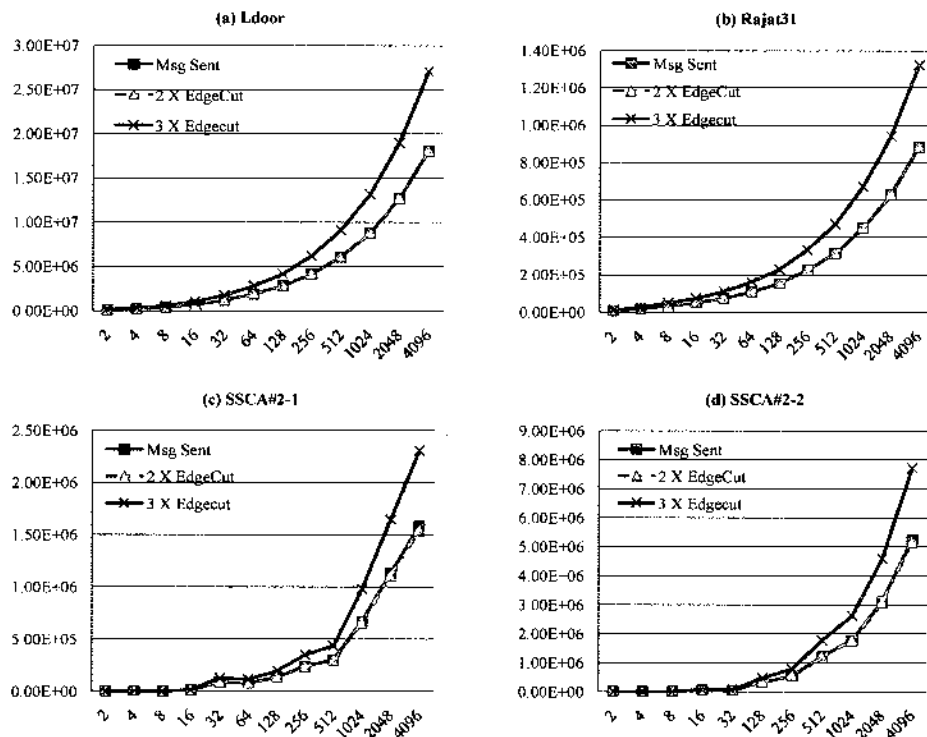 (a) Ldoor
3.00E+07
2.50E+07
2.00E+07
1.50E+07
1.00E+07
5.00E+06
0.00E+00
Msg Sent
2 X EdgeCut
3 X Edgecut
2 4 8 16 32 64 128 256 512 1024 2048 4096
(b) Rajat31
1.40E+06
1.20E+06
1.00E+06
8.00E+05
6.00E+05
4.00E+05
2.00E+05
0.00E+00
Msg Sent
2 X EdgeCut
3 X Edgecut
2 4 8 16 32 64 128 256 512 1024 2048 4096
(c) SSCA#2-1
2.50E+06
2.00E+06
1.50E+06
1.00E+06
5.00E+05
0.00E+00
Msg Sent
2 X EdgeCut
3 X Edgecut
2 4 8 16 32 64 128 256 512 1024 2048 4096
(d) SSCA#2-2
9.00E+06
8.00E+06
7.00E+06
6.00E+06
5.00E+06
4.00E+06
3.00E+06
2.00E+06
1.00E+06
0.00E+00
Msg Sent
2 X EdgeCut
3 X Edgecut
2 4 8 16 32 128 256 512 1024 2048 4096